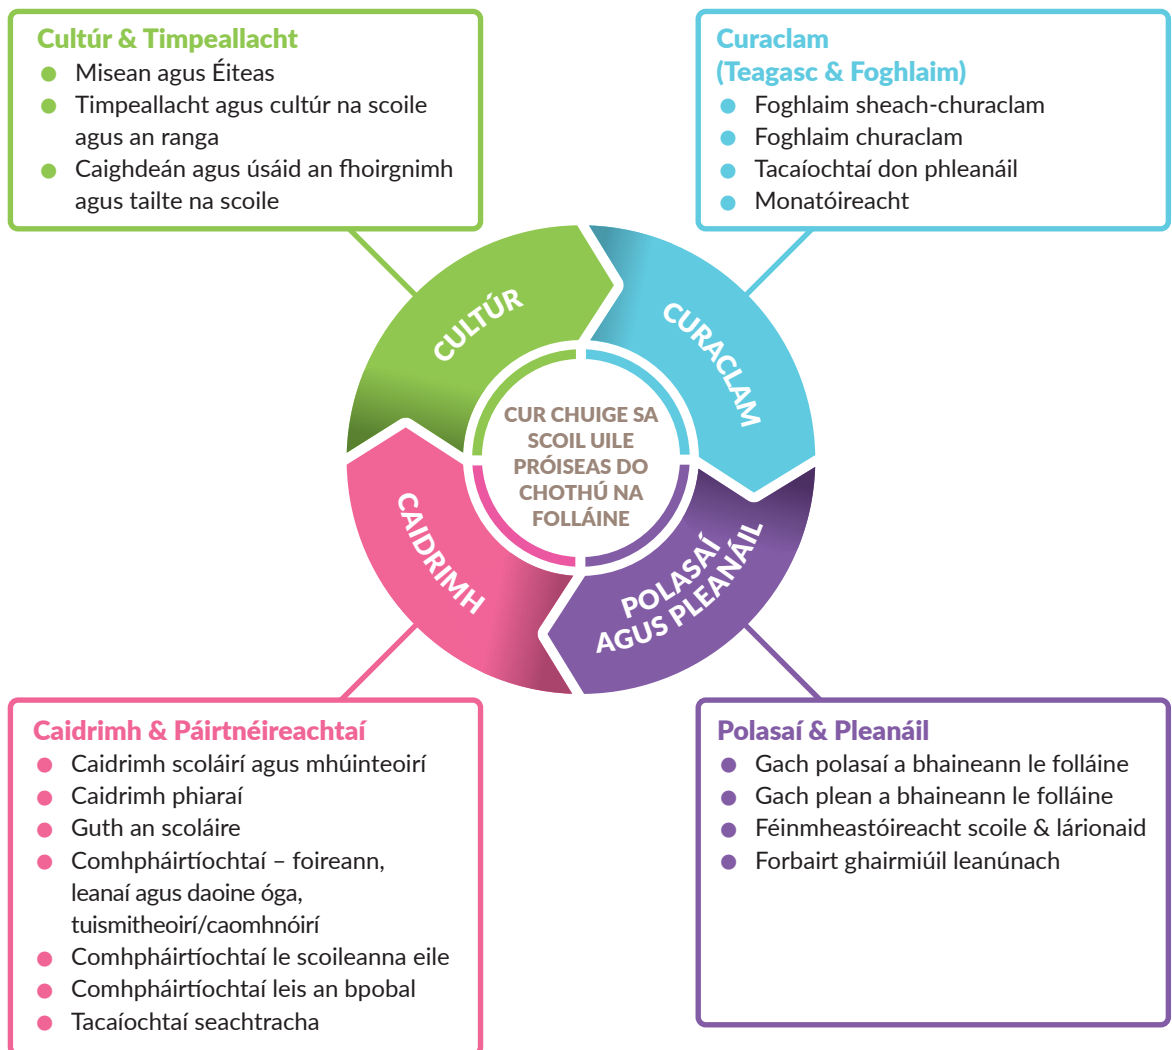 Cultúr & Timpeallacht
Misean agus Éiteas
Timpeallacht agus cultúr na scoile
agus an ranga
Caighdeán agus úsáid an fhoirgnimh
agus tailte na scoile
Curaclam
(Teagasc & Foghlaim)
Foghlaim sheach-churaclam
Foghlaim churaclam
Tacaíochtaí don phleanáil
Monatóireacht
CULTÚR
CURACLAM
CUR CHUIGE SA
SCOIL UILE
PRÓISEAS DO
CHOTHÚ NA
FOLLÁINE
CAIDRIMH
POLASAÍ
AGUS PLEANÁIL
Caidrimh & Páirtnéireachtaí
Caidrimh scoláirí agus mhúinteoirí
Caidrimh phiaraí
Guth an scoláire
Comhpháirtíochtaí – foireann,
leanaí agus daoine óga,
tuismitheoirí/caomhnóirí
Comhpháirtíochtaí le scoileanna eile
Comhpháirtíochtaí leis an bpobal
Tacaíochtaí seachtracha
Polasaí & Pleanáil
Gach polasaí a bhaineann le folláine
Gach plean a bhaineann le folláine
Féinmheastóireacht scoile & lárionaid
Forbairt ghairmiúil leanúnach